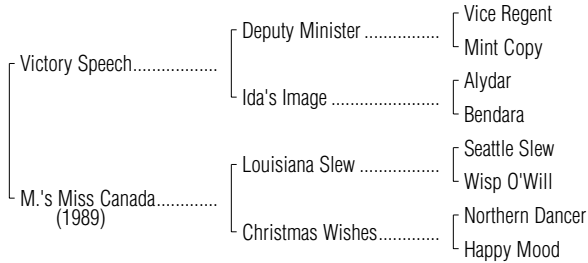 Vice Regent
Deputy Minister ..................
Mint Copy
Victory Speech.................
Alydar
Ida's Image ........................
Bendara
Seattle Slew
Louisiana Slew ..................
Wisp O'Will
M.'s Miss Canada.............
(1989)
Northern Dancer
Christmas Wishes.............
Happy Mood